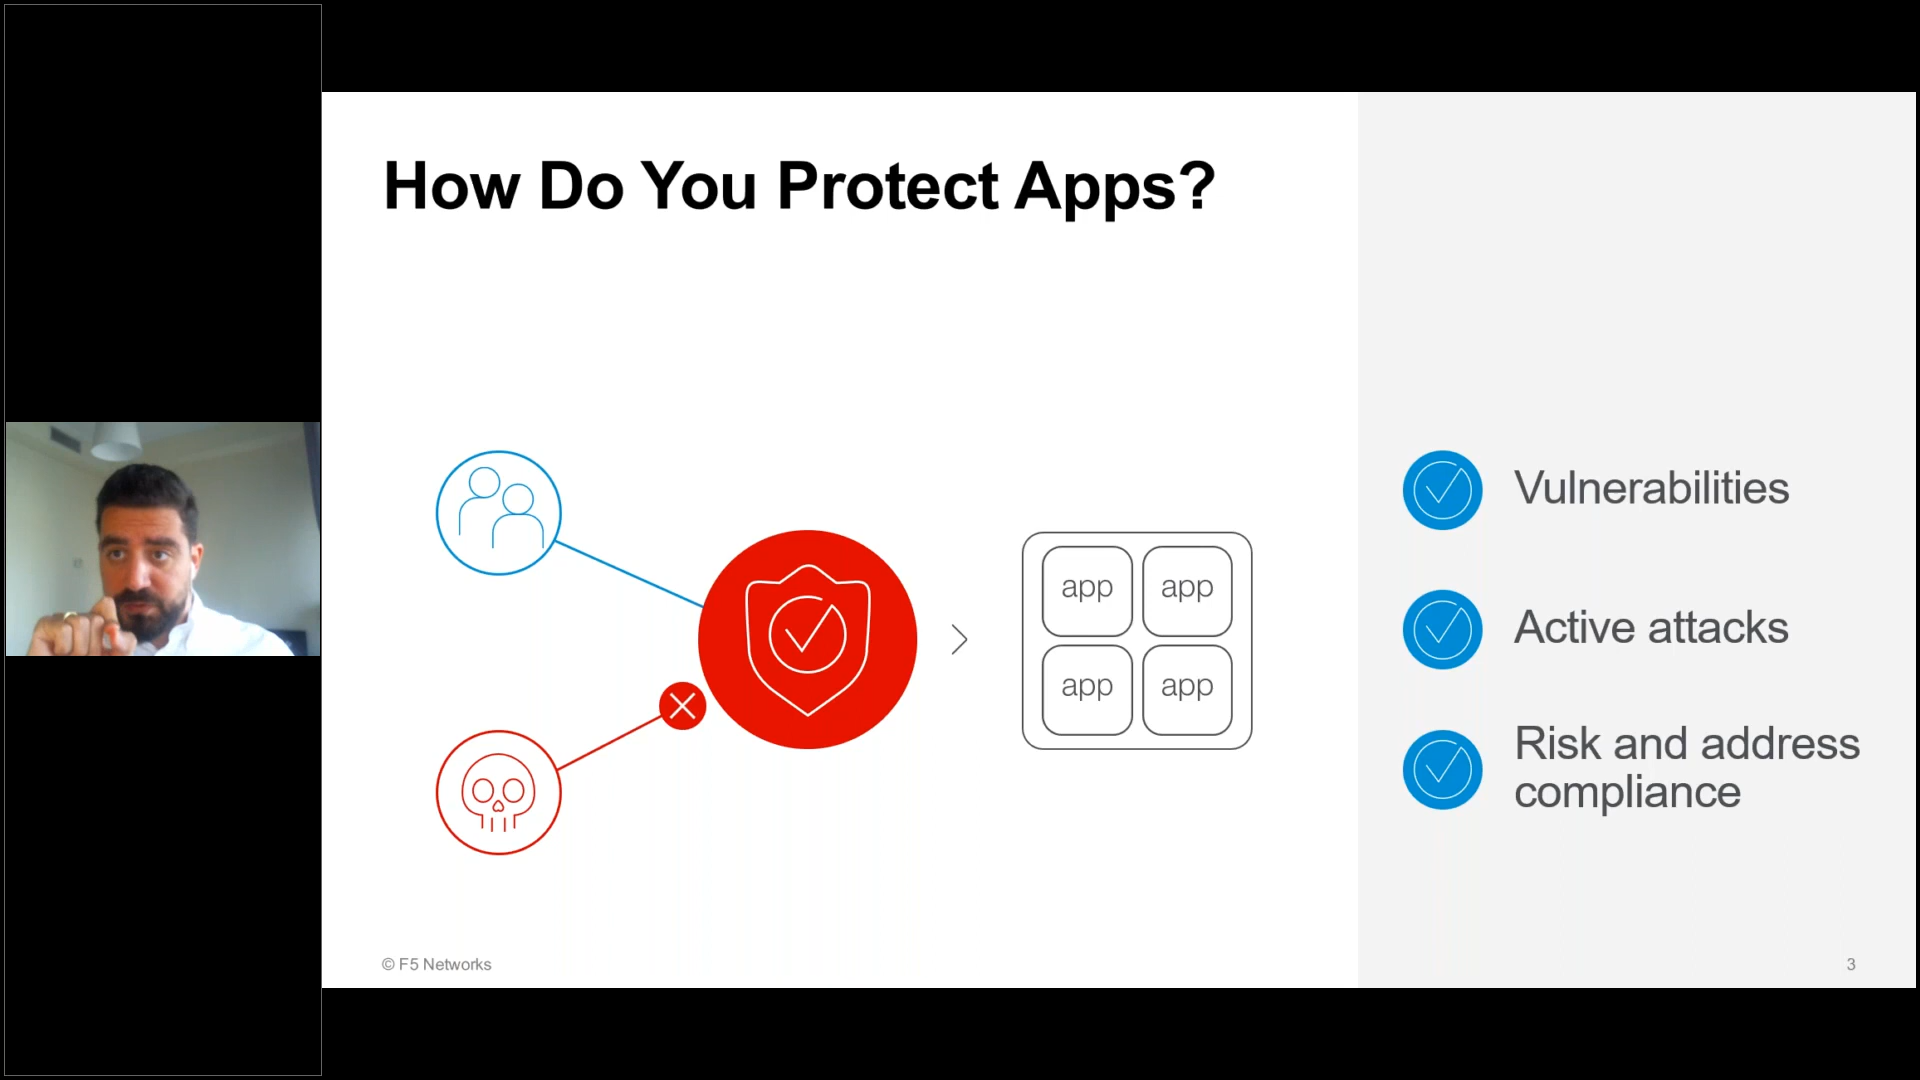 How Do You Protect Apps?
app app
app app
Vulnerabilities
Active attacks
Risk and address
compliance
© F5 Networks
3